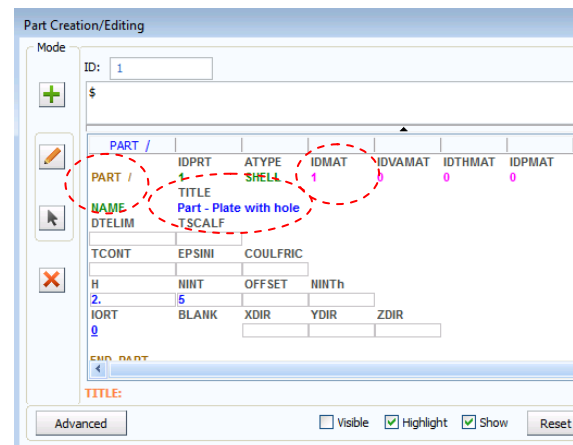 Part Creation/Editing
Mode
ID: 1
$
PART /
IDPRT ATYPE IDMAT IDVAMAT IDTHMAT IDPMAT
PART / 1 SHELL 1 0 0 0
TITLE
NAME Part - Plate with hole
DTELIM TSCALF
TCONT EPSINI COULFRIC
H NINT OFFSET NINTh
2. 5
IORT BLANK XDIR YDIR ZDIR
0
END_PART
TITLE:
Advanced Visible Highlight Show Reset